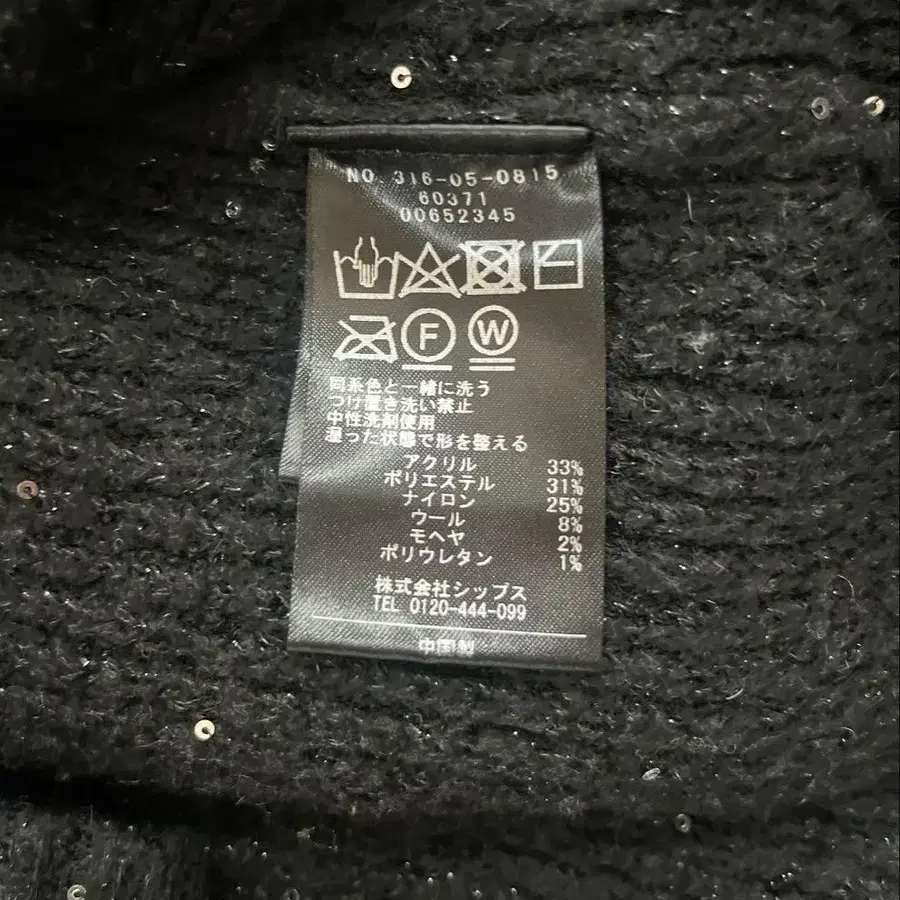 NO. 316-05-0815
60371
00652345
F W
同系色と一緒に洗う
つけ置き洗い禁止
中性洗剤使用
湿った状態で形を整える
アクリル 33%
ポリエステル 31%
ナイロン 25%
ウール 8%
モヘヤ 2%
ポリウレタン 1%
株式会社シップス
TEL 0120-444-099
中国製